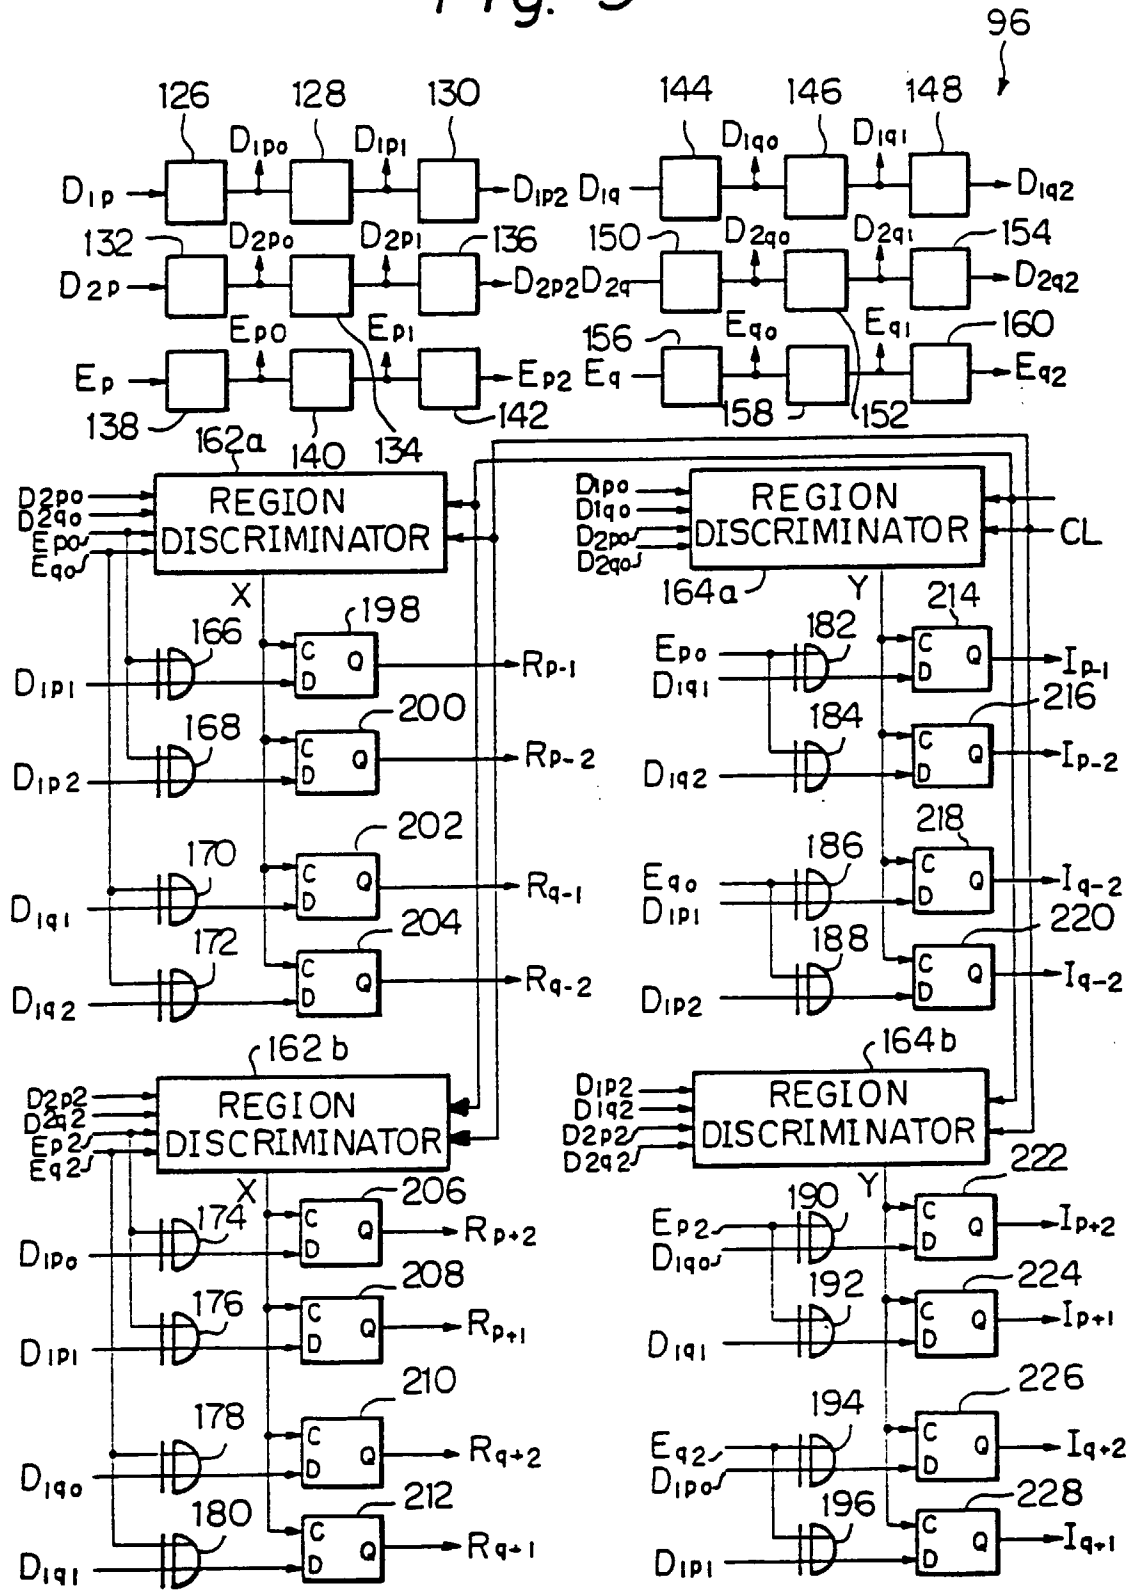 Fig. 9
96
126 128 130 144 146 148
D1p0 D1p1 D1q0 D1q1
D1p D1p2 D1q D1q2
132 D2p0 D2p1 136 150 D2q0 D2q1 154
D2p D2p2 D2q D2q2
Ep0 Ep1 156 Eq0 Eq1 160
Ep Ep2 Eq Eq2
138 140 134 142 158 152
162a
D2p0
D2q0
Ep0
Eq0
REGION
DISCRIMINATOR
X
D1p0
D1q0
D2p0
D2q0
REGION
DISCRIMINATOR
CL
164a Y
166 198
C Q D
D1p1 Rp-1
168 200
C Q D
D1p2 Rp-2
170 202
C Q D
D1q1 Rq-1
172 204
C Q D
D1q2 Rq-2
182 214
Ep0 C Q D
D1q1 Ip-1
184 216
C Q D
D1q2 Ip-2
186 218
Eq0 C Q D
D1p1 Iq-2
188 220
C Q D
D1p2 Iq-2
162b
D2p2
D2q2
Ep2
Eq2
REGION
DISCRIMINATOR
X
164b
D1p2
D1q2
D2p2
D2q2
REGION
DISCRIMINATOR
Y
174 206
C Q D
D1p0 Rp+2
176 208
C Q D
D1p1 Rp+1
178 210
C Q D
D1q0 Rq+2
180 212
C Q D
D1q1 Rq+1
190 222
Ep2 C Q D
D1q0 Ip+2
192 224
C Q D
D1q1 Ip+1
194 226
Eq2 C Q D
D1p0 Iq+2
196 228
C Q D
D1p1 Iq+1